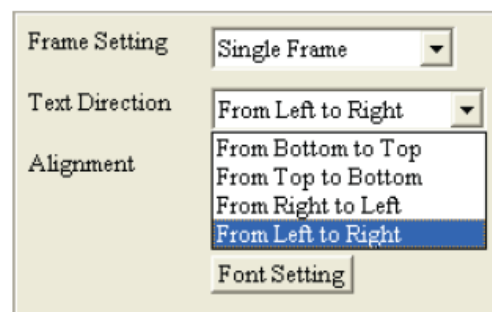 Frame Setting Single Frame
Text Direction From Left to Right
From Bottom to Top
Alignment From Top to Bottom
From Right to Left
From Left to Right
Font Setting